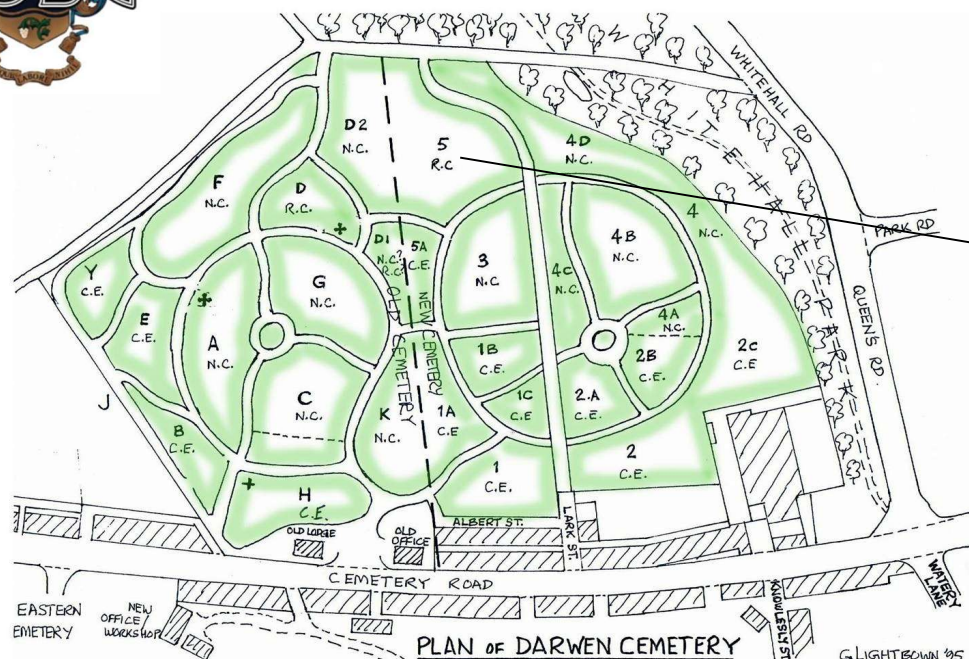 WHITEHALL RD
WHITEHALL PARK
PARK RD
QUEEN'S RD.
D2
N.C.
5
R.C
4D
N.C.
F
N.C.
D
R.C.
4
N.C.
4B
N.C.
D1
N.C?
R.C?
5A
C.E.
3
N.C
4C
N.C.
Y
C.E.
G
N.C.
E
C.E.
A
N.C.
OLD CEMETERY
NEW CEMETERY
4A
N.C.
1B
C.E.
2B
C.E.
2C
C.E
J
C
N.C.
K
N.C.
1A
C.E
1C
C.E
2.A
C.E.
B
C.E.
1
C.E.
2
C.E.
H
C.E.
OLD LODGE
OLD
OFFICE
ALBERT ST.
LARK ST.
CEMETERY ROAD
EASTERN
EMETERY
NEW
OFFICE
WORKSHOP
KNOWLESLY ST
WATERY
LANE
PLAN OF DARWEN CEMETERY
G LIGHTBOWN '95